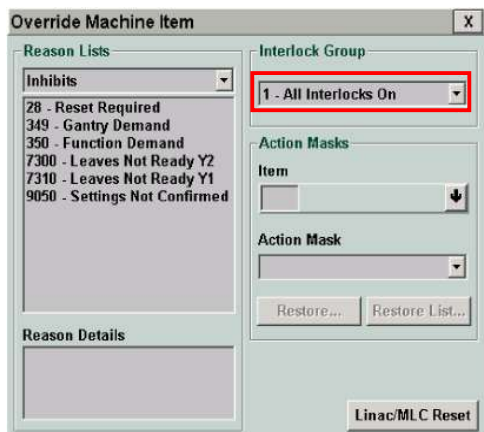 Override Machine Item
X
Reason Lists
Inhibits
28 - Reset Required
349 - Gantry Demand
350 - Function Demand
7300 - Leaves Not Ready Y2
7310 - Leaves Not Ready Y1
9050 - Settings Not Confirmed
Reason Details
Interlock Group
1 - All Interlocks On
Action Masks
Item
Action Mask
Restore...
Restore List...
Linac/MLC Reset